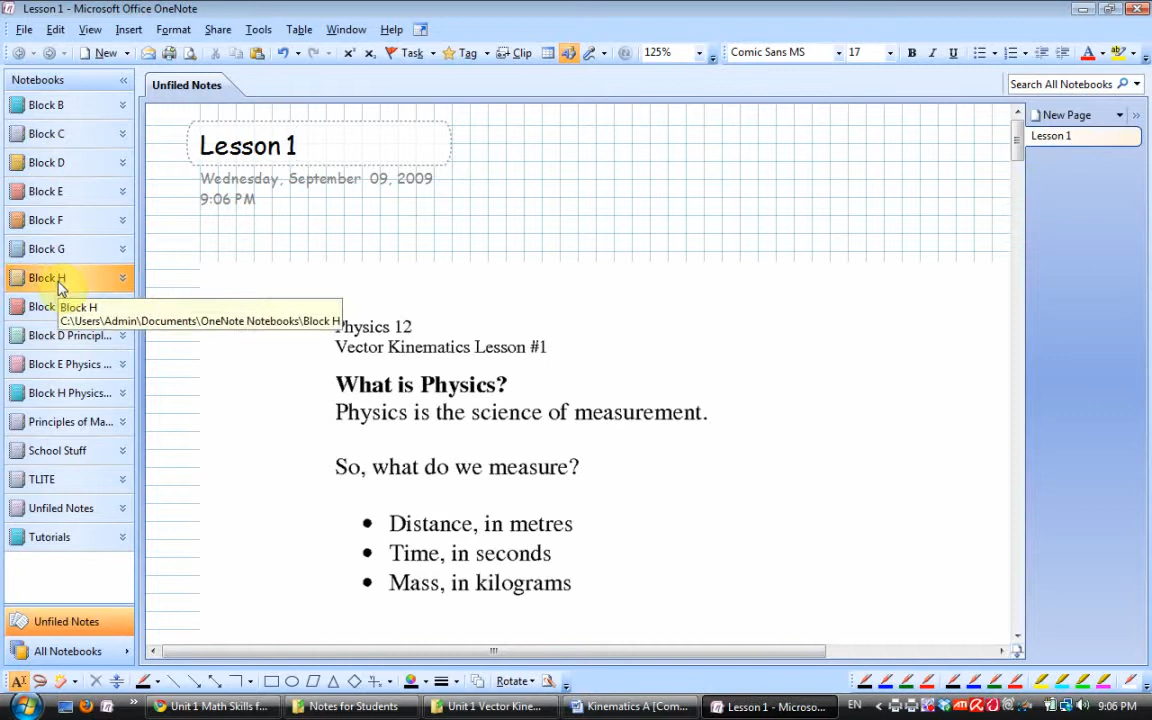 Lesson 1 - Microsoft Office OneNote
File Edit View Insert Format Share Tools Table Window Help
New Task Tag Clip 125% Comic Sans MS 17 B I U
Notebooks
Unfiled Notes
Search All Notebooks
Block B
Block C
Block D
Block E
Block F
Block G
Block H
Block
Block D Principl...
Block E Physics ...
Block H Physics...
Principles of Ma...
School Stuff
TLITE
Unfiled Notes
Tutorials
Unfiled Notes
All Notebooks
Block H
C:\Users\Admin\Documents\OneNote Notebooks\Block H
Lesson 1
Wednesday, September 09, 2009
9:06 PM
Physics 12
Vector Kinematics Lesson #1
What is Physics?
Physics is the science of measurement.
So, what do we measure?
• Distance, in metres
• Time, in seconds
• Mass, in kilograms
New Page
Lesson 1
Rotate
Unit 1 Math Skills f...
Notes for Students
Unit 1 Vector Kine...
Kinematics A [Com...
Lesson 1 - Microso...
EN
9:06 PM